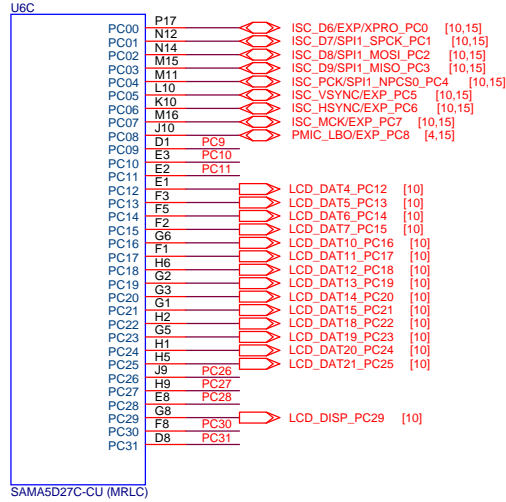 U6C
PC00 P17 ISC_D6/EXP/XPRO_PC0 [10,15]
PC01 N12 ISC_D7/SPI1_SPCK_PC1 [10,15]
PC02 N14 ISC_D8/SPI1_MOSI_PC2 [10,15]
PC03 M15 ISC_D9/SPI1_MISO_PC3 [10,15]
PC04 M11 ISC_PCK/SPI1_NPCS0_PC4 [10,15]
PC05 L10 ISC_VSYNC/EXP_PC5 [10,15]
PC06 K10 ISC_HSYNC/EXP_PC6 [10,15]
PC07 M16 ISC_MCK/EXP_PC7 [10,15]
PC08 J10 PMIC_LBO/EXP_PC8 [4,15]
PC09 D1 PC9
PC10 E3 PC10
PC11 E2 PC11
PC12 E1 LCD_DAT4_PC12 [10]
PC13 F3 LCD_DAT5_PC13 [10]
PC14 F5 LCD_DAT6_PC14 [10]
PC15 F2 LCD_DAT7_PC15 [10]
PC16 G6 LCD_DAT10_PC16 [10]
PC17 F1 LCD_DAT11_PC17 [10]
PC18 H6 LCD_DAT12_PC18 [10]
PC19 G2 LCD_DAT13_PC19 [10]
PC20 G3 LCD_DAT14_PC20 [10]
PC21 G1 LCD_DAT15_PC21 [10]
PC22 H2 LCD_DAT18_PC22 [10]
PC23 G5 LCD_DAT19_PC23 [10]
PC24 H1 LCD_DAT20_PC24 [10]
PC25 H5 LCD_DAT21_PC25 [10]
PC26 J9 PC26
PC27 H9 PC27
PC28 E8 PC28
PC29 G8 LCD_DISP_PC29 [10]
PC30 F8 PC30
PC31 D8 PC31
SAMA5D27C-CU (MRLC)